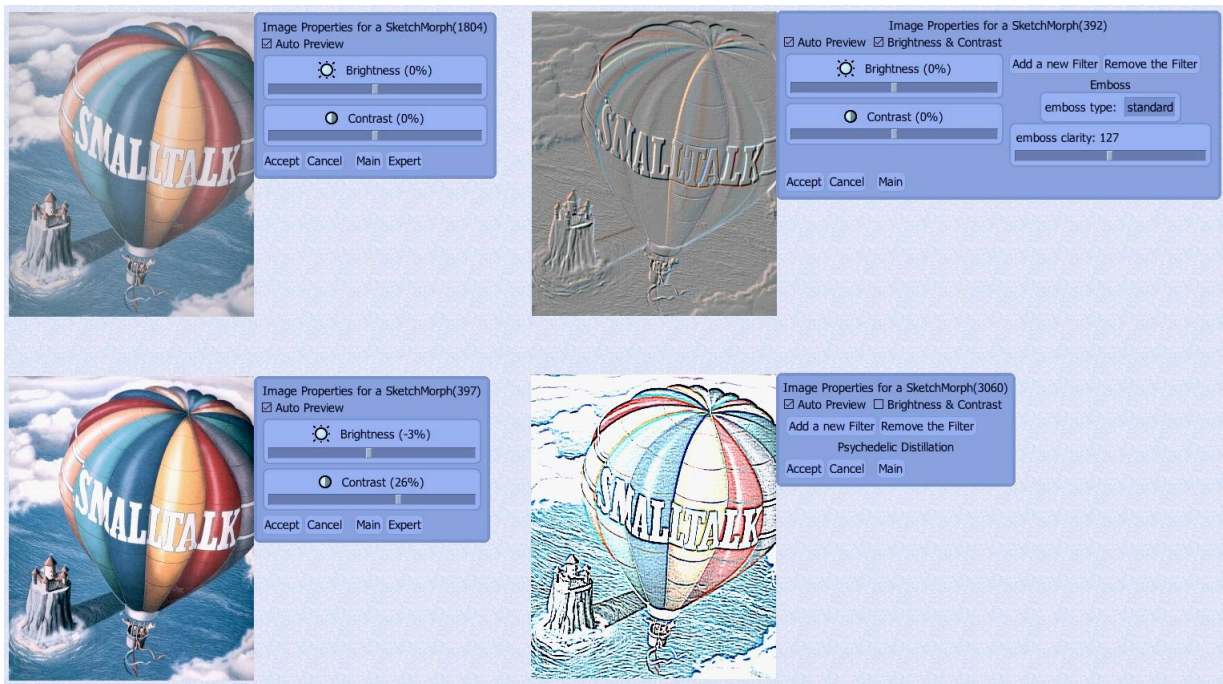 SMALLTALK
Image Properties for a SketchMorph(1804)
Auto Preview
Brightness (0%)
Contrast (0%)
Accept Cancel Main Expert
SMALLTALK
Image Properties for a SketchMorph(392)
Auto Preview Brightness & Contrast
Brightness (0%)
Contrast (0%)
Add a new Filter Remove the Filter
Emboss
emboss type: standard
emboss clarity: 127
Accept Cancel Main
SMALLTALK
Image Properties for a SketchMorph(397)
Auto Preview
Brightness (-3%)
Contrast (26%)
Accept Cancel Main Expert
SMALLTALK
Image Properties for a SketchMorph(3060)
Auto Preview Brightness & Contrast
Add a new Filter Remove the Filter
Psychedelic Distillation
Accept Cancel Main